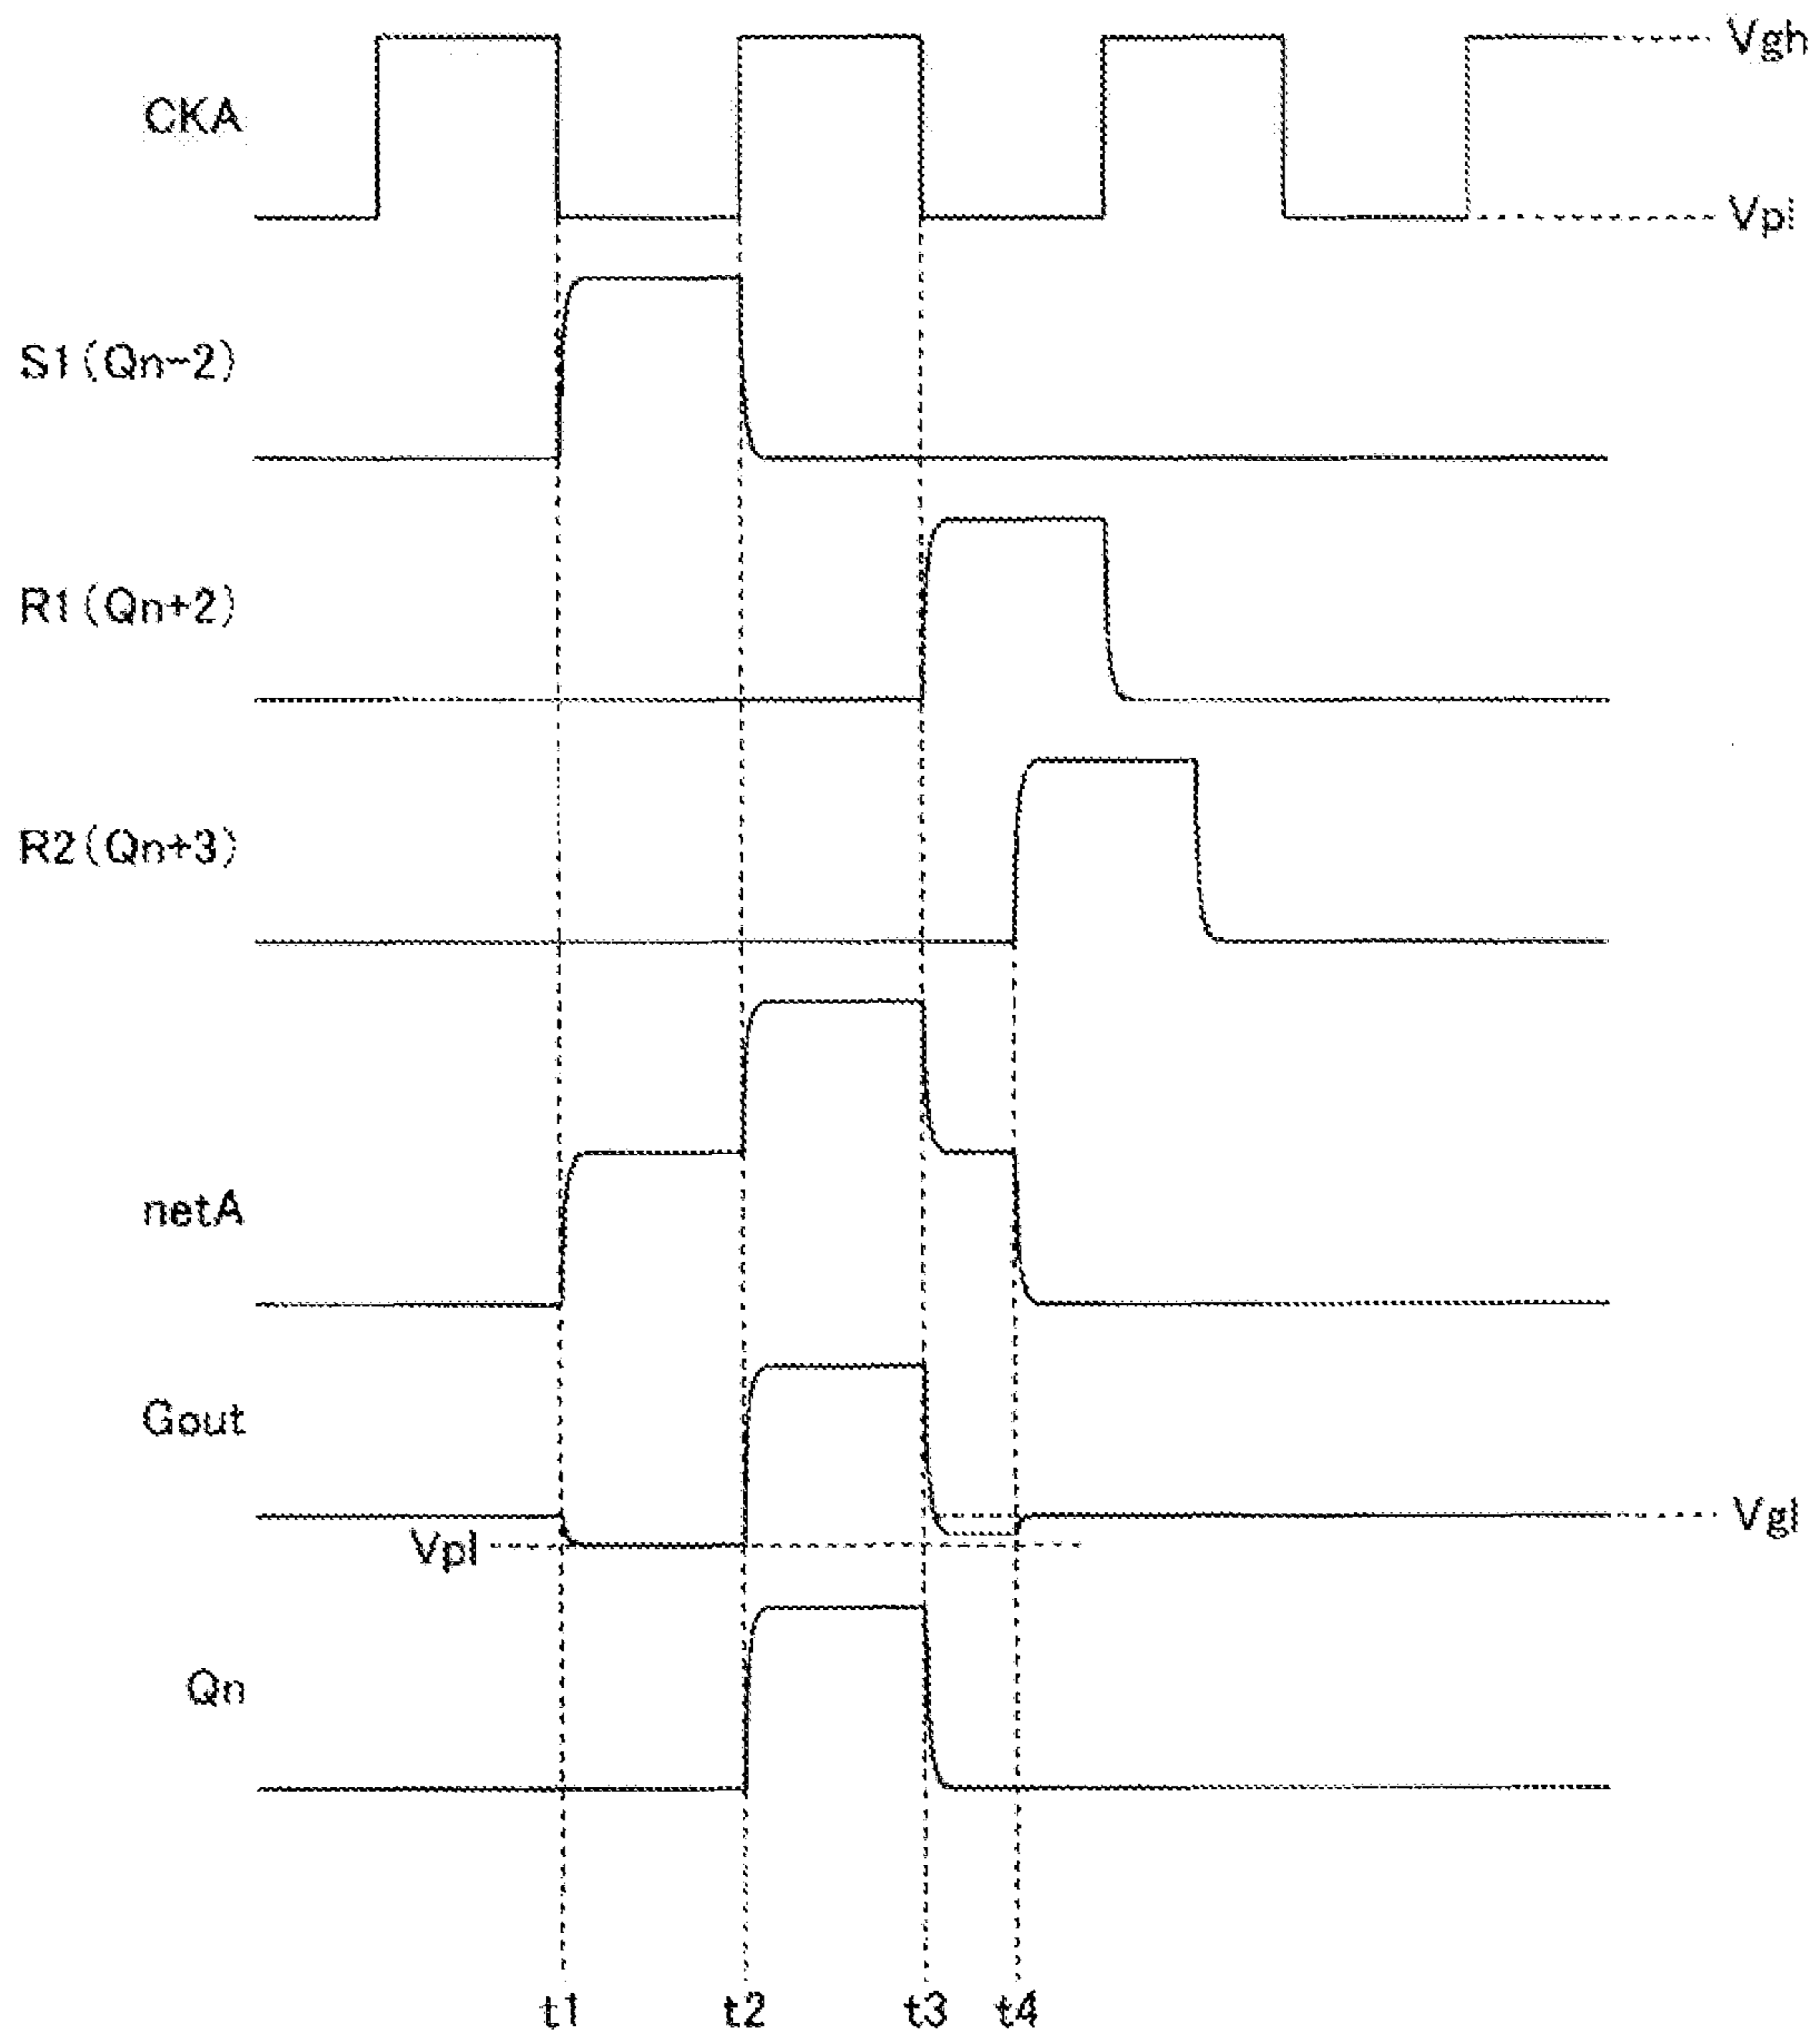 Vgh
CKA
Vpl
S1(Qn-2)
R1(Qn+2)
R2(Qn+3)
netA
Gout
Vgl
Vpl
Qn
t1 t2 t3 t4